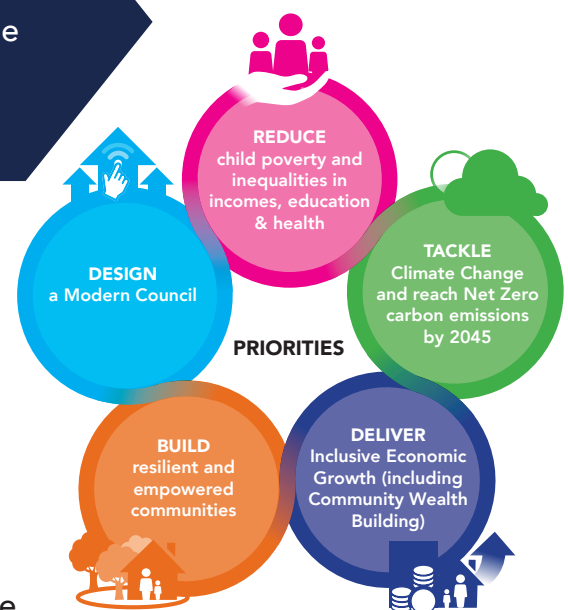 e
REDUCE
child poverty and
inequalities in
incomes, education
& health
TACKLE
Climate Change
and reach Net Zero
carbon emissions
by 2045
DESIGN
a Modern Council
PRIORITIES
DELIVER
Inclusive Economic
Growth (including
Community Wealth
Building)
BUILD
resilient and
empowered
communities
e